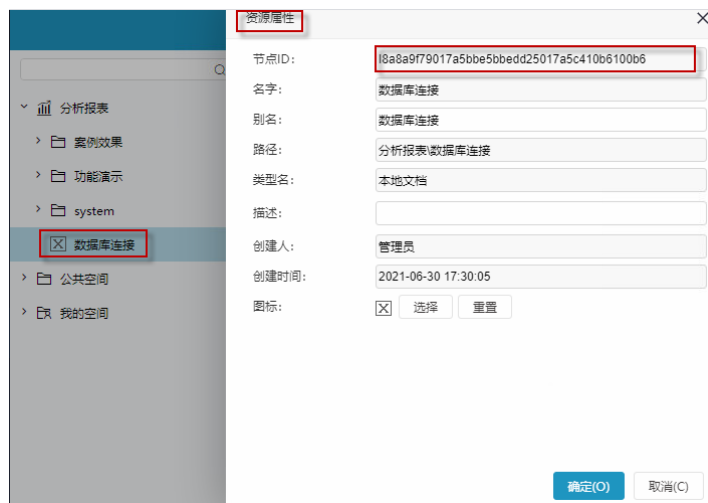 资源属性
分析报表
案例效果
功能演示
system
数据库连接
公共空间
我的空间
节点ID:
I8a8a9f79017a5bbe5bbedd25017a5c410b6100b6
名字:
数据库连接
别名:
数据库连接
路径:
分析报表\数据库连接
类型名:
本地文档
描述:
创建人:
管理员
创建时间:
2021-06-30 17:30:05
图标:
选择
重置
确定(O)
取消(C)